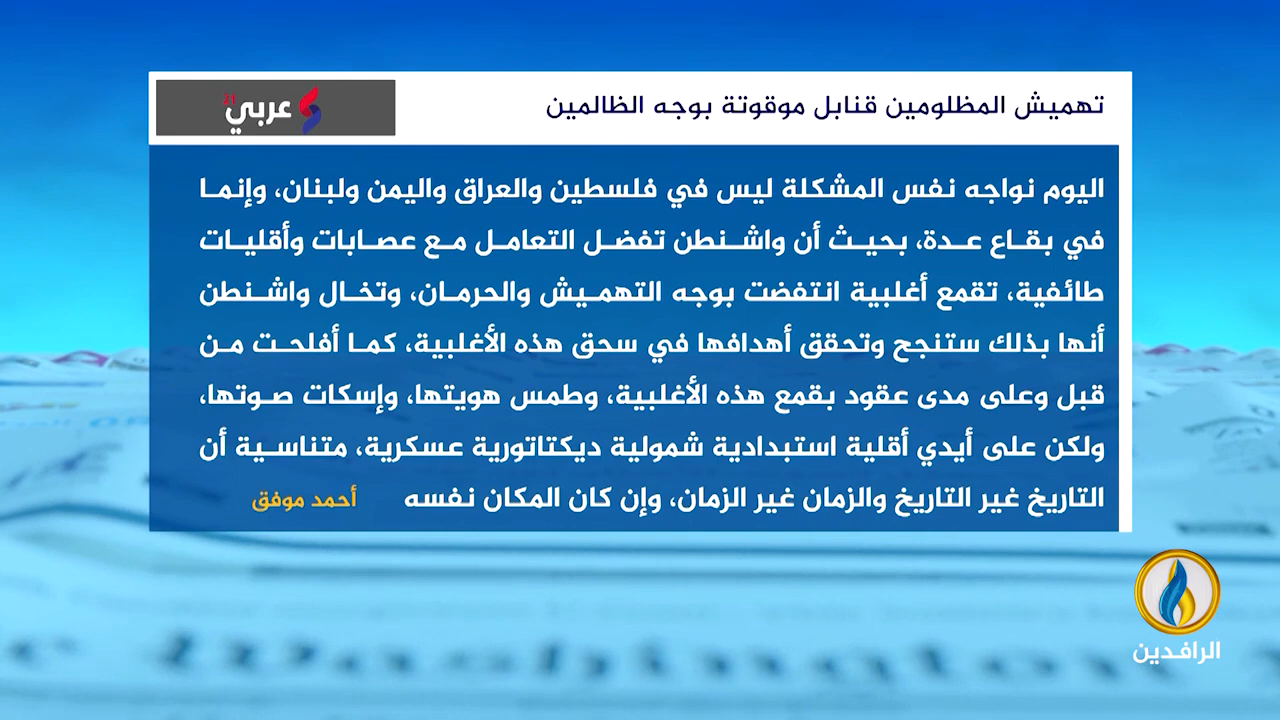 تهميش المظلومين قنابل موقوتة بوجه الظالمين
عربي 21
اليوم نواجه نفس المشكلة ليس في فلسطين والعراق واليمن ولبنان، وإنما
في بقاع عدة، بحيث أن واشنطن تفضل التعامل مع عصابات وأقليات
طائفية، تقمع أغلبية انتفضت بوجه التهميش والحرمان، وتخال واشنطن
أنها بذلك ستنجح وتحقق أهدافها في سحق هذه الأغلبية، كما أفلحت من
قبل وعلى مدى عقود بقمع هذه الأغلبية، وطمس هويتها، وإسكات صوتها،
ولكن على أيدي أقلية استبدادية شمولية ديكتاتورية عسكرية، متناسية أن
التاريخ غير التاريخ والزمان غير الزمان، وإن كان المكان نفسه
أحمد موفق
الرافدين